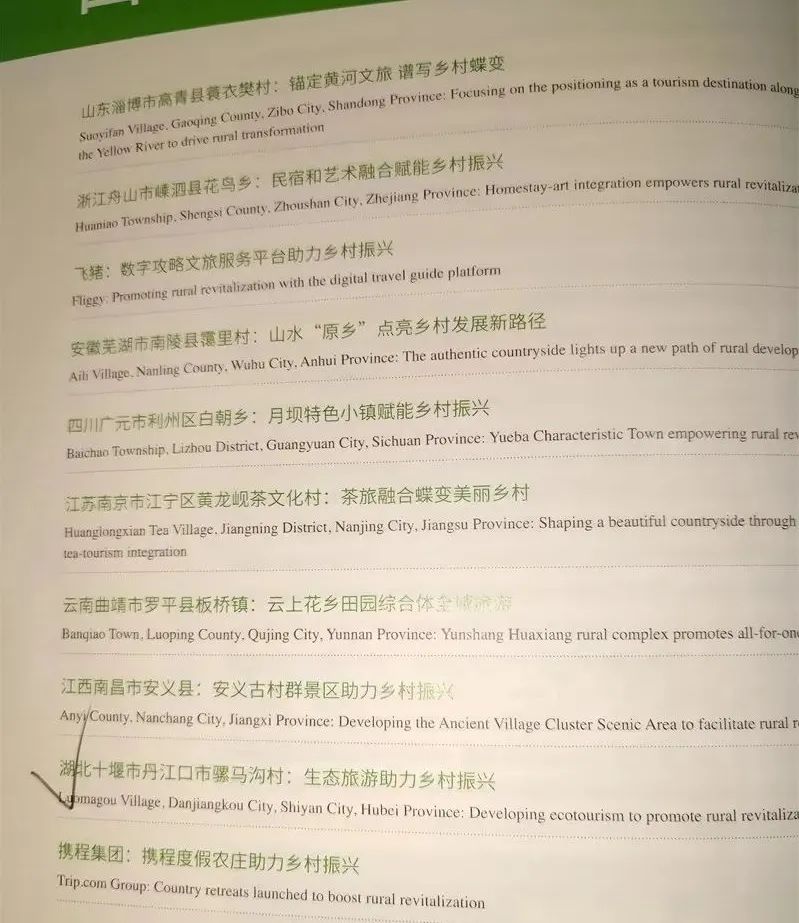 山东淄博市高青县蓑衣樊村：锚定黄河文旅 谱写乡村蝶变
Suoyifan Village, Gaoqing County, Zibo City, Shandong Province: Focusing on the positioning as a tourism destination along
the Yellow River to drive rural transformation
浙江舟山市嵊泗县花鸟乡：民宿和艺术融合赋能乡村振兴
Huaniao Township, Shengsi County, Zhoushan City, Zhejiang Province: Homestay-art integration empowers rural revitaliza
飞猪：数字攻略文旅服务平台助力乡村振兴
Fliggy: Promoting rural revitalization with the digital travel guide platform
安徽芜湖市南陵县霭里村：山水“原乡”点亮乡村发展新路径
Aili Village, Nanling County, Wuhu City, Anhui Province: The authentic countryside lights up a new path of rural develop
四川广元市利州区白朝乡：月坝特色小镇赋能乡村振兴
Baichao Township, Lizhou District, Guangyuan City, Sichuan Province: Yueba Characteristic Town empowering rural rev
江苏南京市江宁区黄龙岘茶文化村：茶旅融合蝶变美丽乡村
Huanglongxian Tea Village, Jiangning District, Nanjing City, Jiangsu Province: Shaping a beautiful countryside through
tea-tourism integration
云南曲靖市罗平县板桥镇：云上花乡田园综合体全域旅游
Banqiao Town, Luoping County, Qujing City, Yunnan Province: Yunshang Huaxiang rural complex promotes all-for-one
江西南昌市安义县：安义古村群景区助力乡村振兴
Anyi County, Nanchang City, Jiangxi Province: Developing the Ancient Village Cluster Scenic Area to facilitate rural r
湖北十堰市丹江口市骡马沟村：生态旅游助力乡村振兴
Luomagou Village, Danjiangkou City, Shiyan City, Hubei Province: Developing ecotourism to promote rural revitaliza
携程集团：携程度假农庄助力乡村振兴
Trip.com Group: Country retreats launched to boost rural revitalization